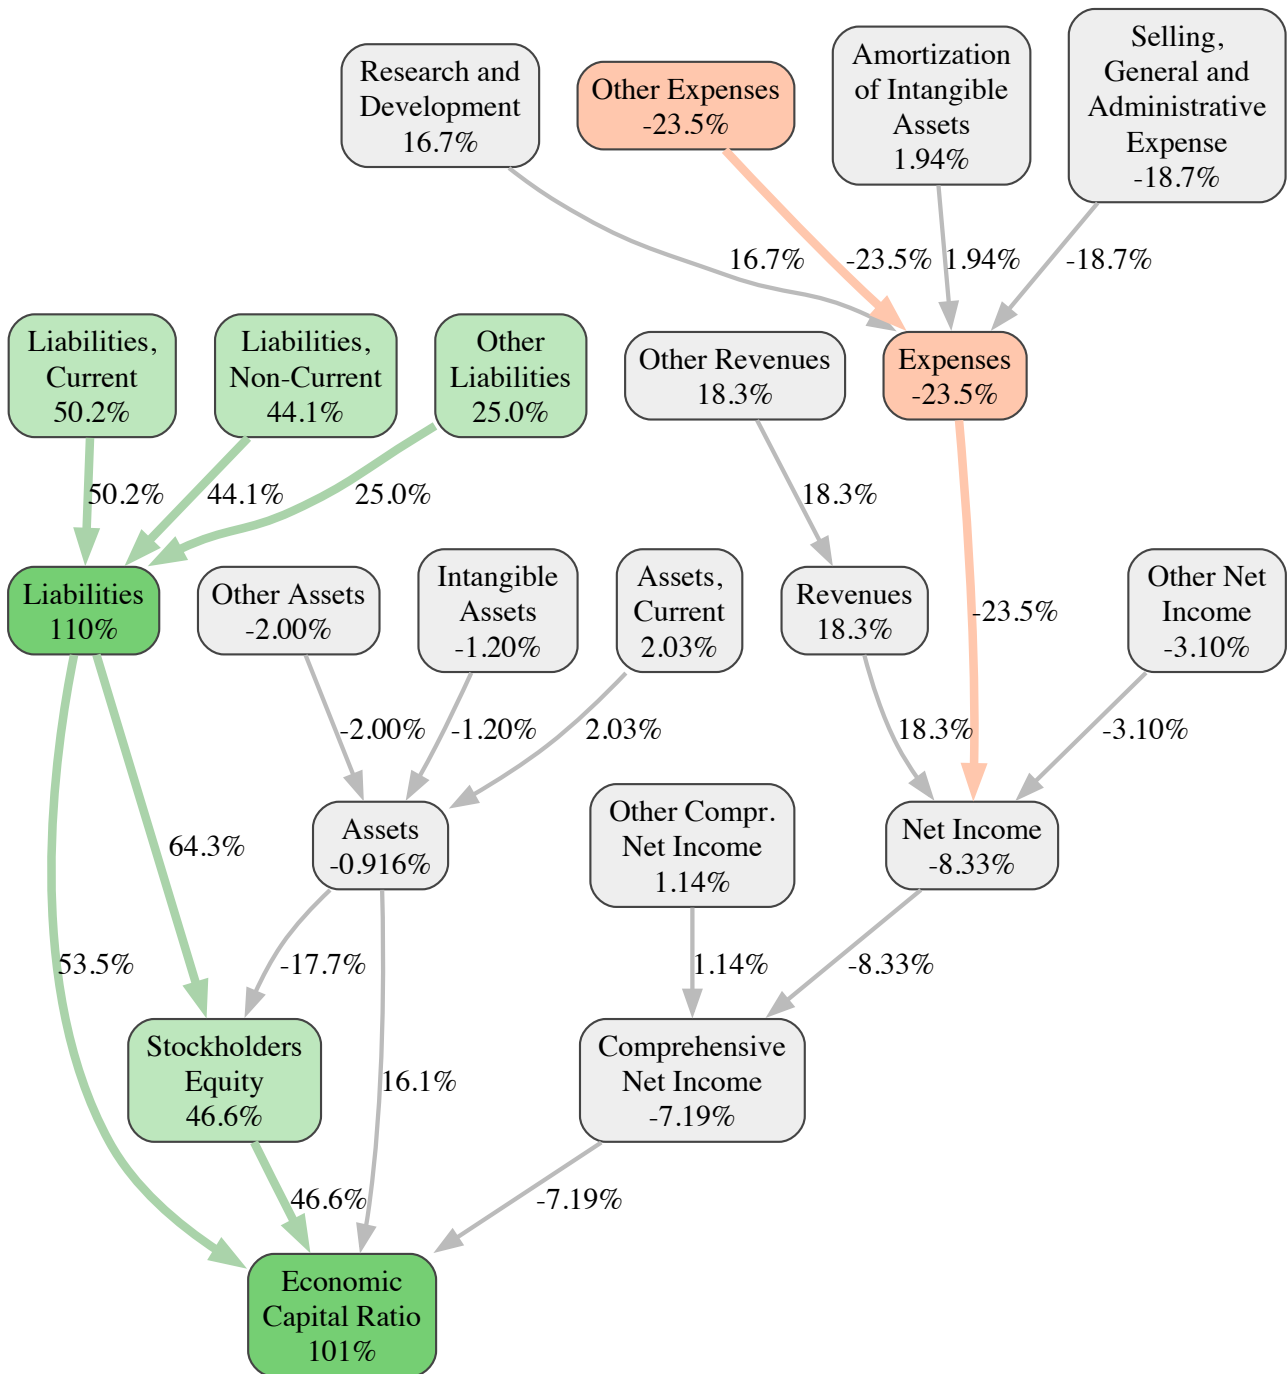 Research and
Development
16.7%
Other Expenses
-23.5%
Amortization
of Intangible
Assets
1.94%
Selling,
General and
Administrative
Expense
-18.7%
16.7%
-23.5%
1.94%
-18.7%
Liabilities,
Current
50.2%
Liabilities,
Non-Current
44.1%
Other
Liabilities
25.0%
Other Revenues
18.3%
Expenses
-23.5%
50.2%
44.1%
25.0%
18.3%
Liabilities
110%
Other Assets
-2.00%
Intangible
Assets
-1.20%
Assets,
Current
2.03%
Revenues
18.3%
-23.5%
Other Net
Income
-3.10%
-2.00%
-1.20%
2.03%
18.3%
-3.10%
64.3%
Assets
-0.916%
Other Compr.
Net Income
1.14%
Net Income
-8.33%
53.5%
-17.7%
1.14%
-8.33%
Stockholders
Equity
46.6%
16.1%
Comprehensive
Net Income
-7.19%
46.6%
-7.19%
Economic
Capital Ratio
101%